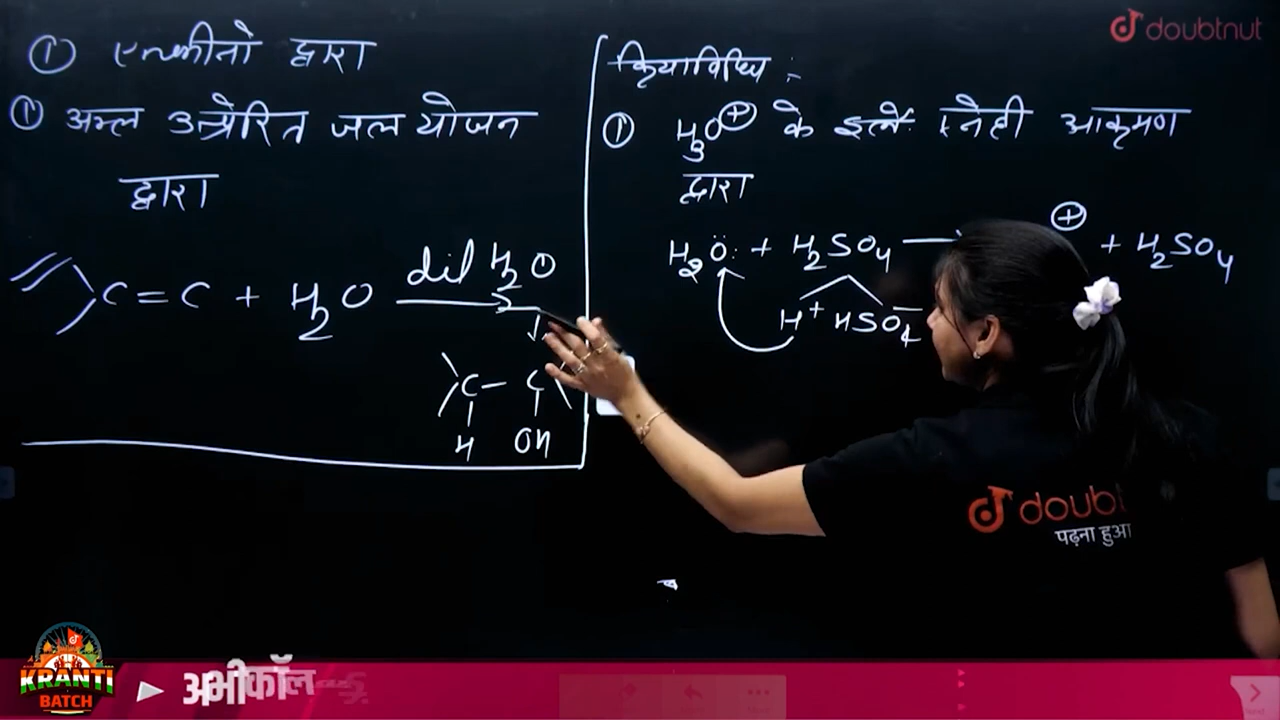 doubtnut
① एल्कीनो द्वारा
① अम्ल उत्प्रेरित जल योजन
द्वारा
C = C + H2O dil H2O
C – C
H OH
क्रियाविधि :-
① H3O⊕ के इले. स्नेही आक्रमण
द्वारा
H2Ö: + H2SO4 → ⊕ + H2SO4
H+ HSO4–
doubt
पढ़ना हुआ
KRANTI
BATCH
अभी कॉल